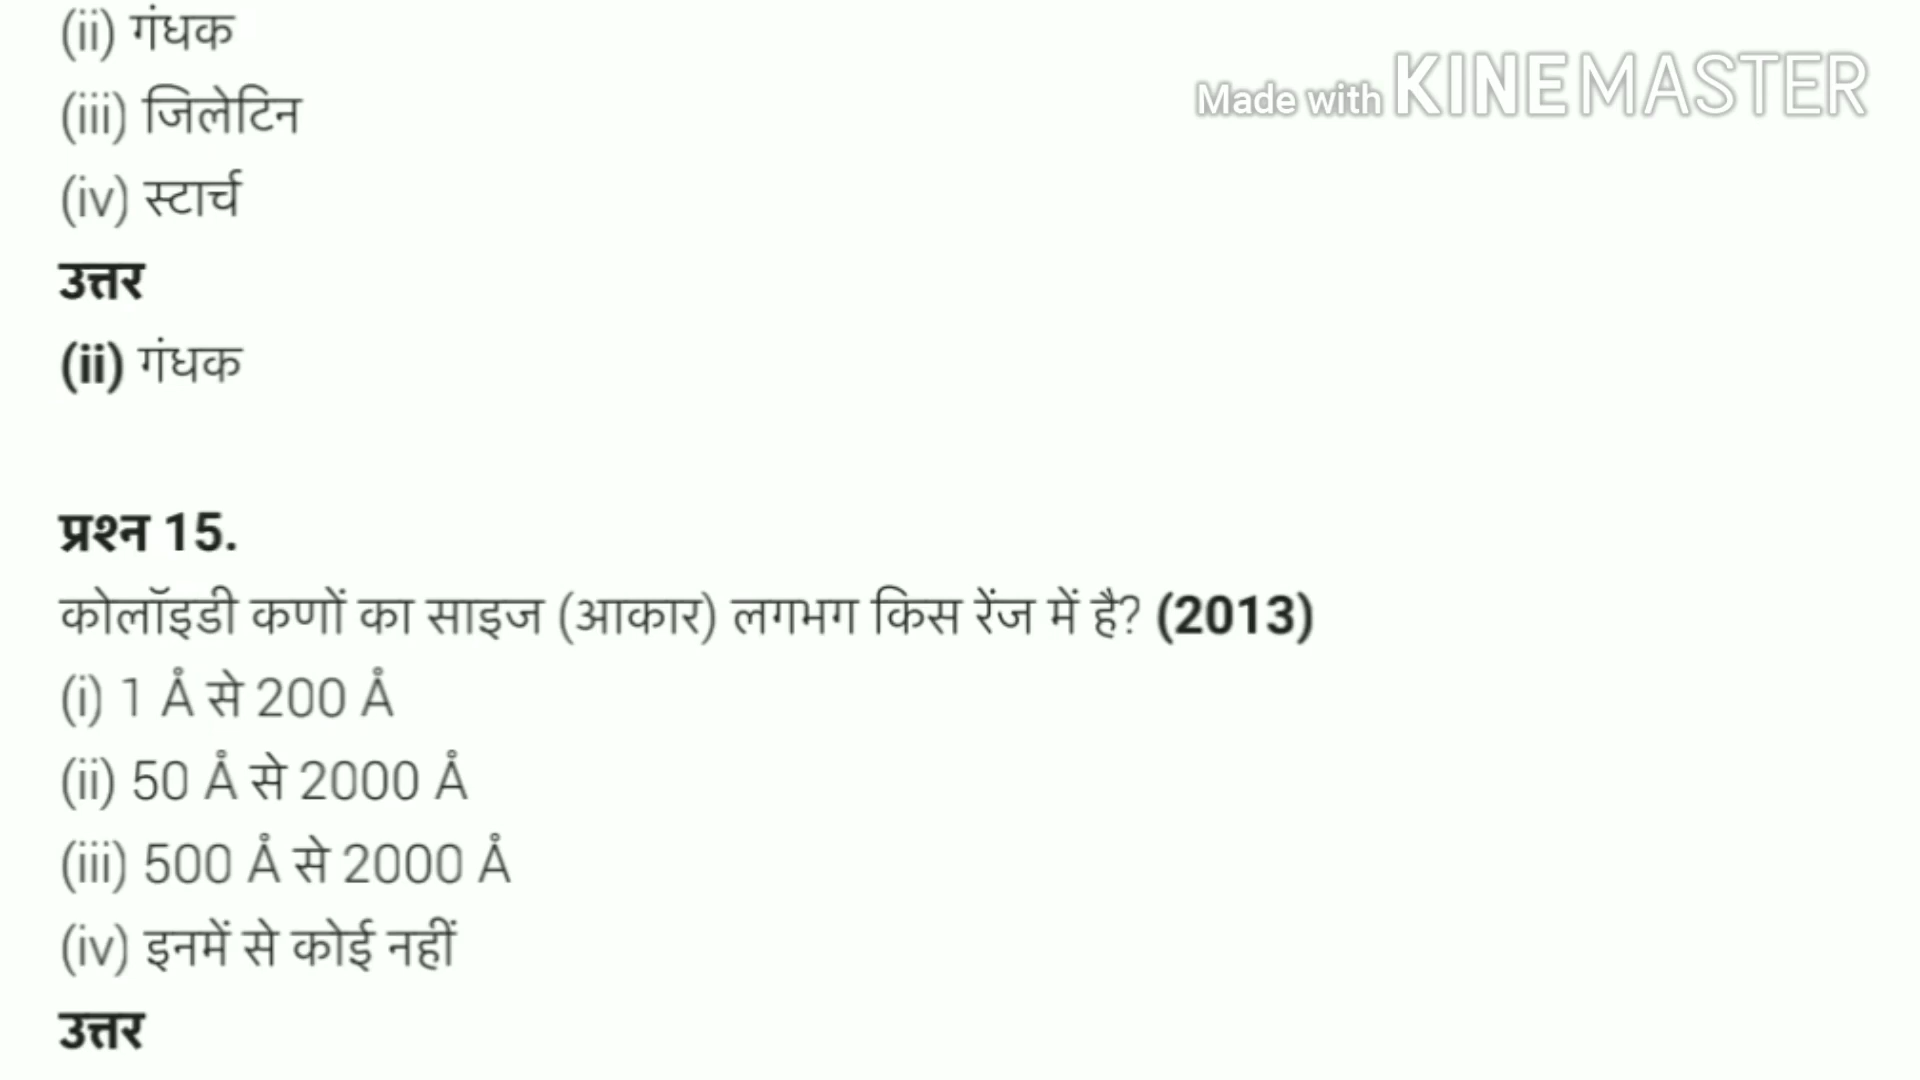 (ii) गंधक
Made with KINEMASTER
(iii) जिलेटिन
(iv) स्टार्च
उत्तर
(ii) गंधक
प्रश्न 15.
कोलॉइडी कणों का साइज (आकार) लगभग किस रेंज में है? (2013)
(i) 1 Å से 200 Å
(ii) 50 Å से 2000 Å
(iii) 500 Å से 2000 Å
(iv) इनमें से कोई नहीं
उत्तर